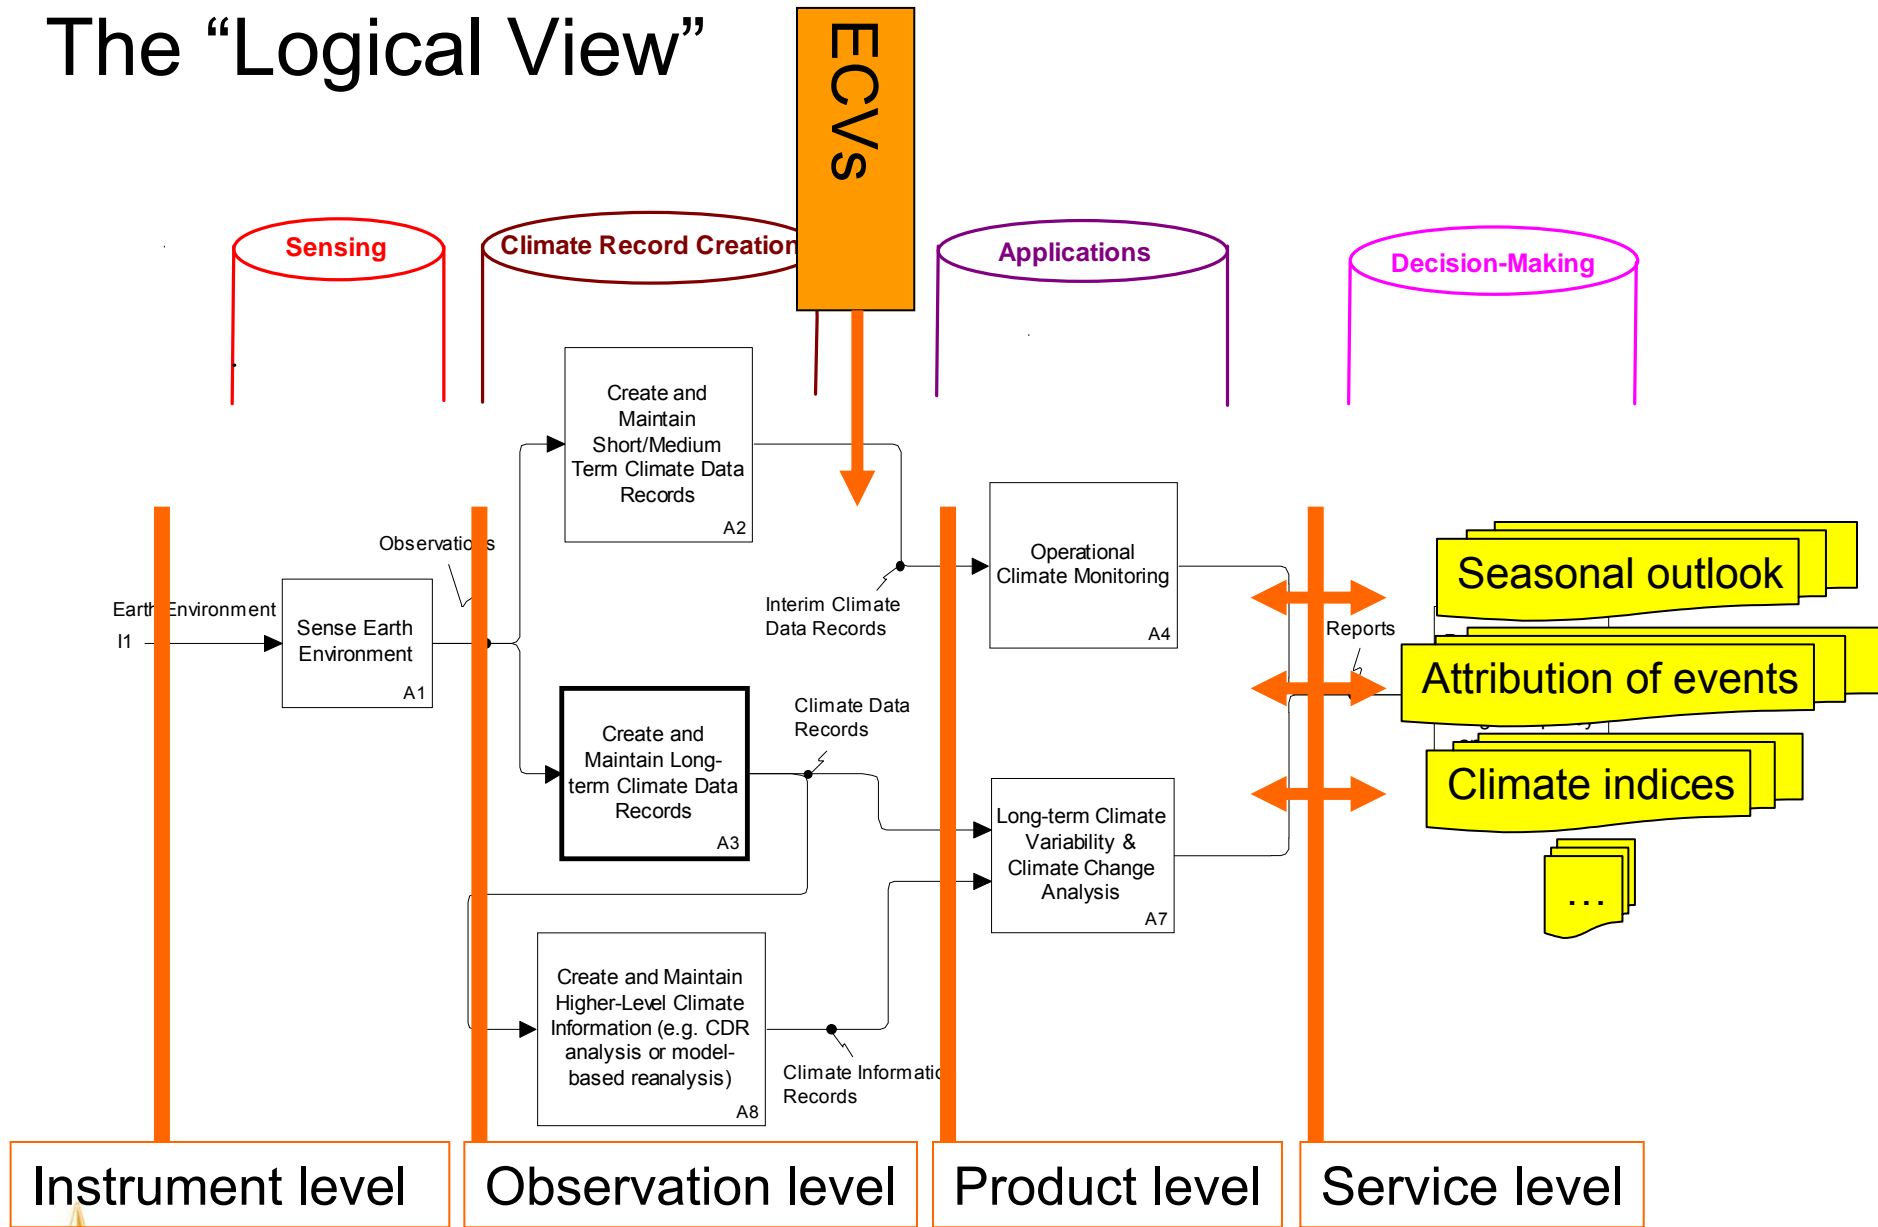 The “Logical View”
ECVs
Sensing
Climate Record Creation
Applications
Decision-Making
Create and
Maintain
Short/Medium
Term Climate Data
Records
A2
Observations
Earth Environment
I1
Sense Earth
Environment
A1
Interim Climate
Data Records
Operational
Climate Monitoring
A4
Reports
Seasonal outlook
Attribution of events
Climate indices
...
Create and
Maintain Long-
term Climate Data
Records
A3
Climate Data
Records
Long-term Climate
Variability &
Climate Change
Analysis
A7
Create and Maintain
Higher-Level Climate
Information (e.g. CDR
analysis or model-
based reanalysis)
A8
Climate Informatio
Records
Instrument level
Observation level
Product level
Service level